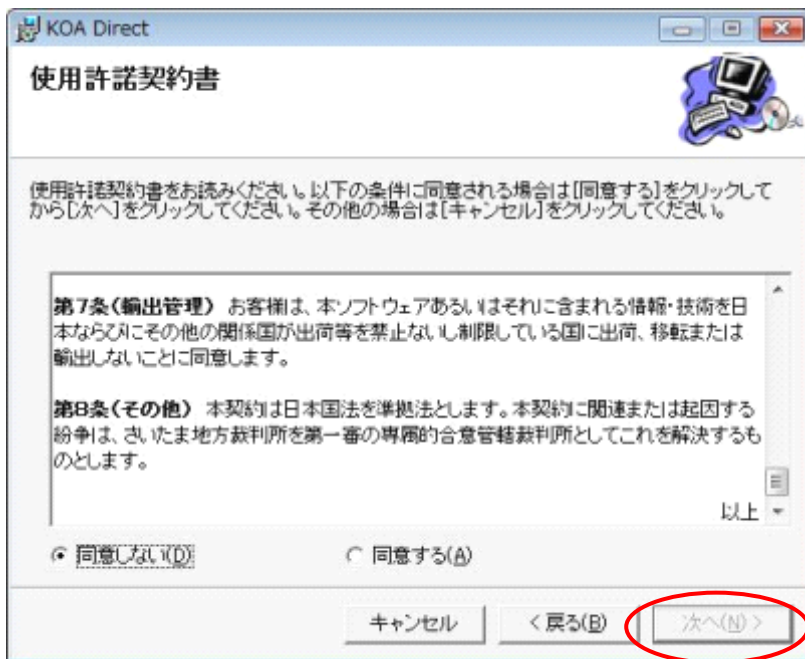 KOA Direct
使用許諾契約書
使用許諾契約書をお読みください。以下の条件に同意される場合は[同意する]をクリックして
から[次へ]をクリックしてください。その他の場合は[キャンセル]をクリックしてください。
第7条(輸出管理) お客様は、本ソフトウェアあるいはそれに含まれる情報・技術を日
本ならびにその他の関係国が出荷等を禁止ないし制限している国に出荷、移転または
輸出しないことに同意します。
第8条(その他) 本契約は日本国法を準拠法とします。本契約に関連または起因する
紛争は、さいたま地方裁判所を第一審の専属的合意管轄裁判所としてこれを解決するも
のとします。
以上
同意しない(D) 同意する(A)
キャンセル < 戻る(B) 次へ(N) >